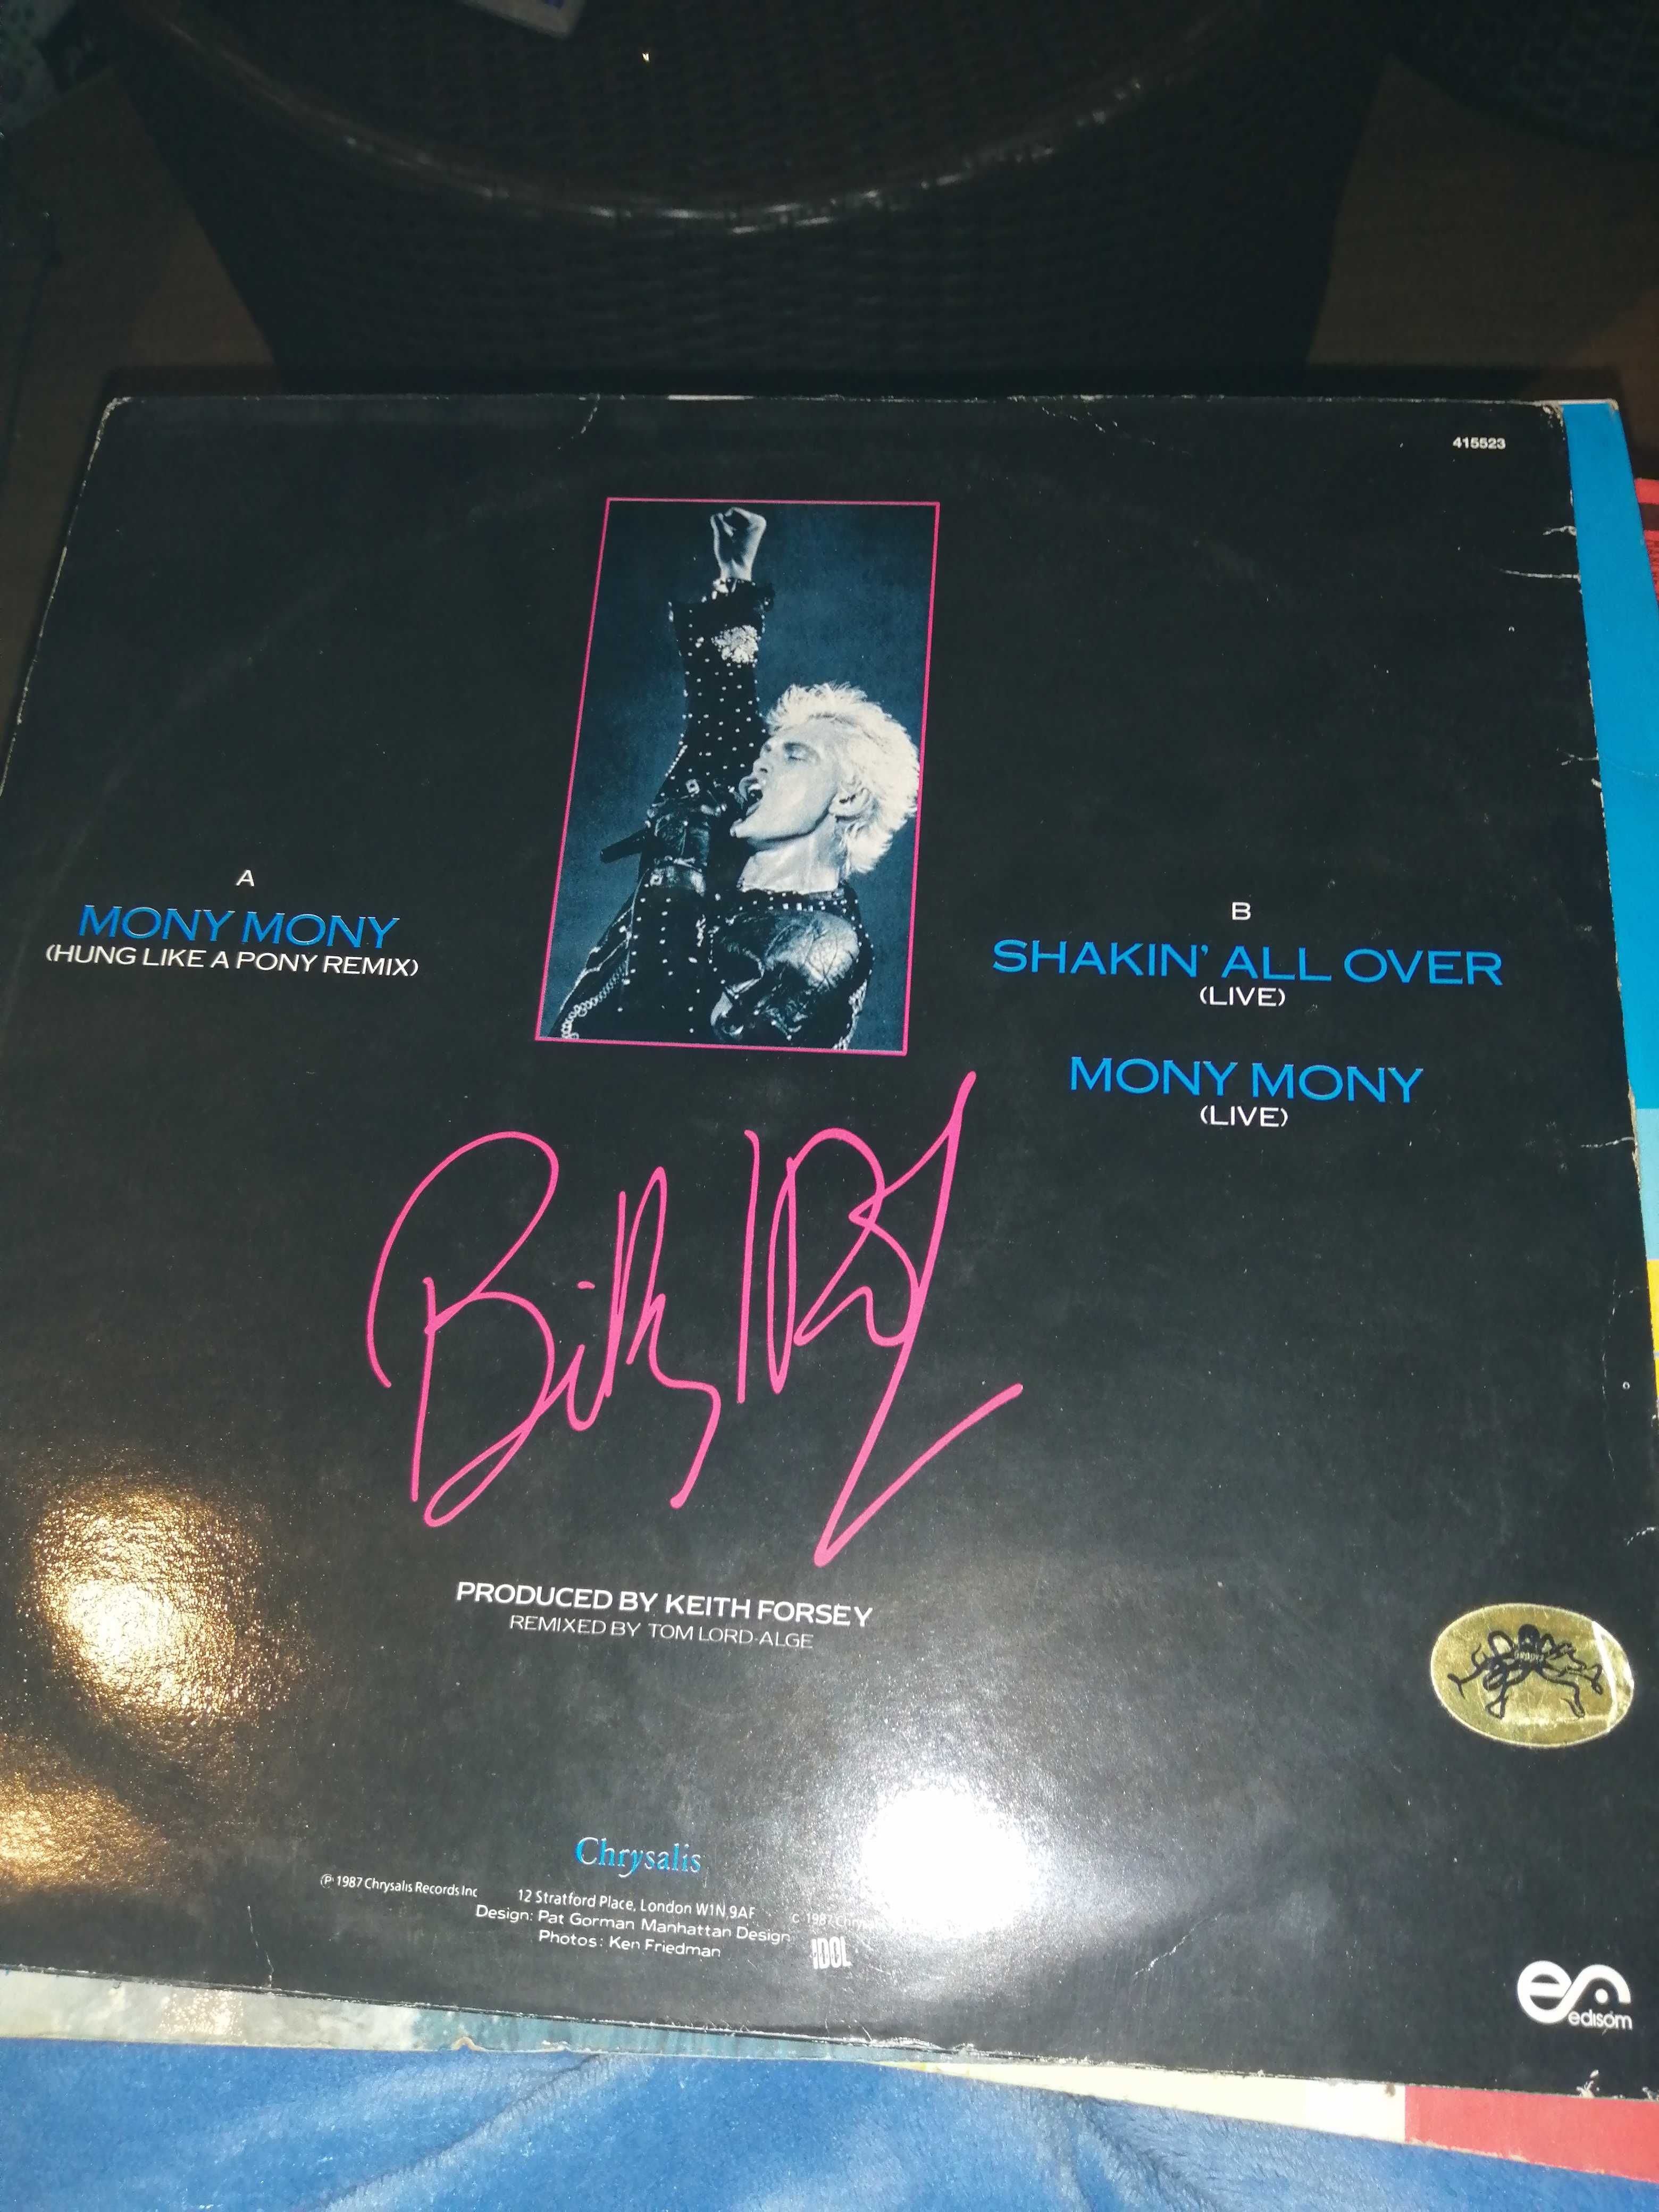 415523
A
MONY MONY
(HUNG LIKE A PONY REMIX)
B
SHAKIN' ALL OVER
(LIVE)
MONY MONY
(LIVE)
Billy Idol
PRODUCED BY KEITH FORSEY
REMIXED BY TOM LORD-ALGE
Chrysalis
℗ 1987 Chrysalis Records Inc
12 Stratford Place, London W1N 9AF
c 1987
Design: Pat Gorman Manhattan Design
Photos: Ken Friedman
IDOL
edisom